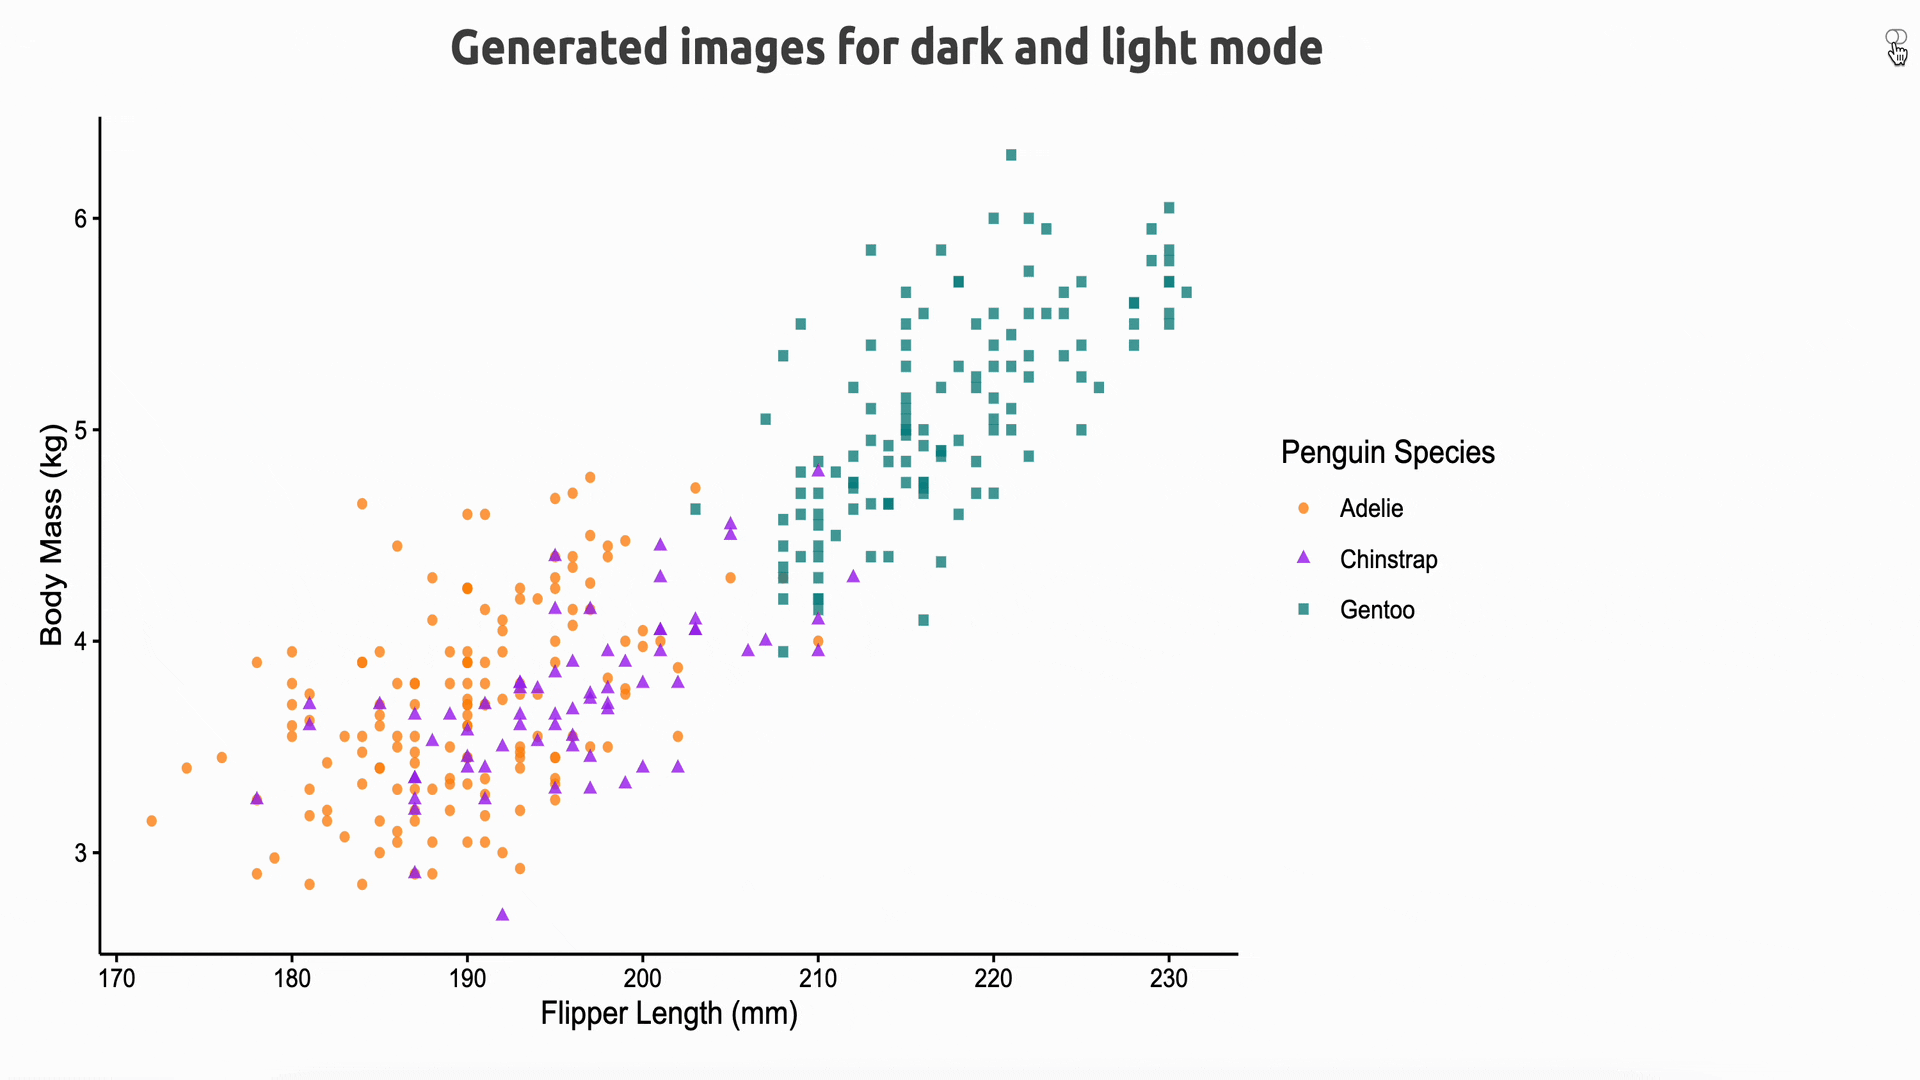 Generated images for dark and light mode
6
5
4
3
Body Mass (kg)
170 180 190 200 210 220 230
Flipper Length (mm)
Penguin Species
Adelie
Chinstrap
Gentoo